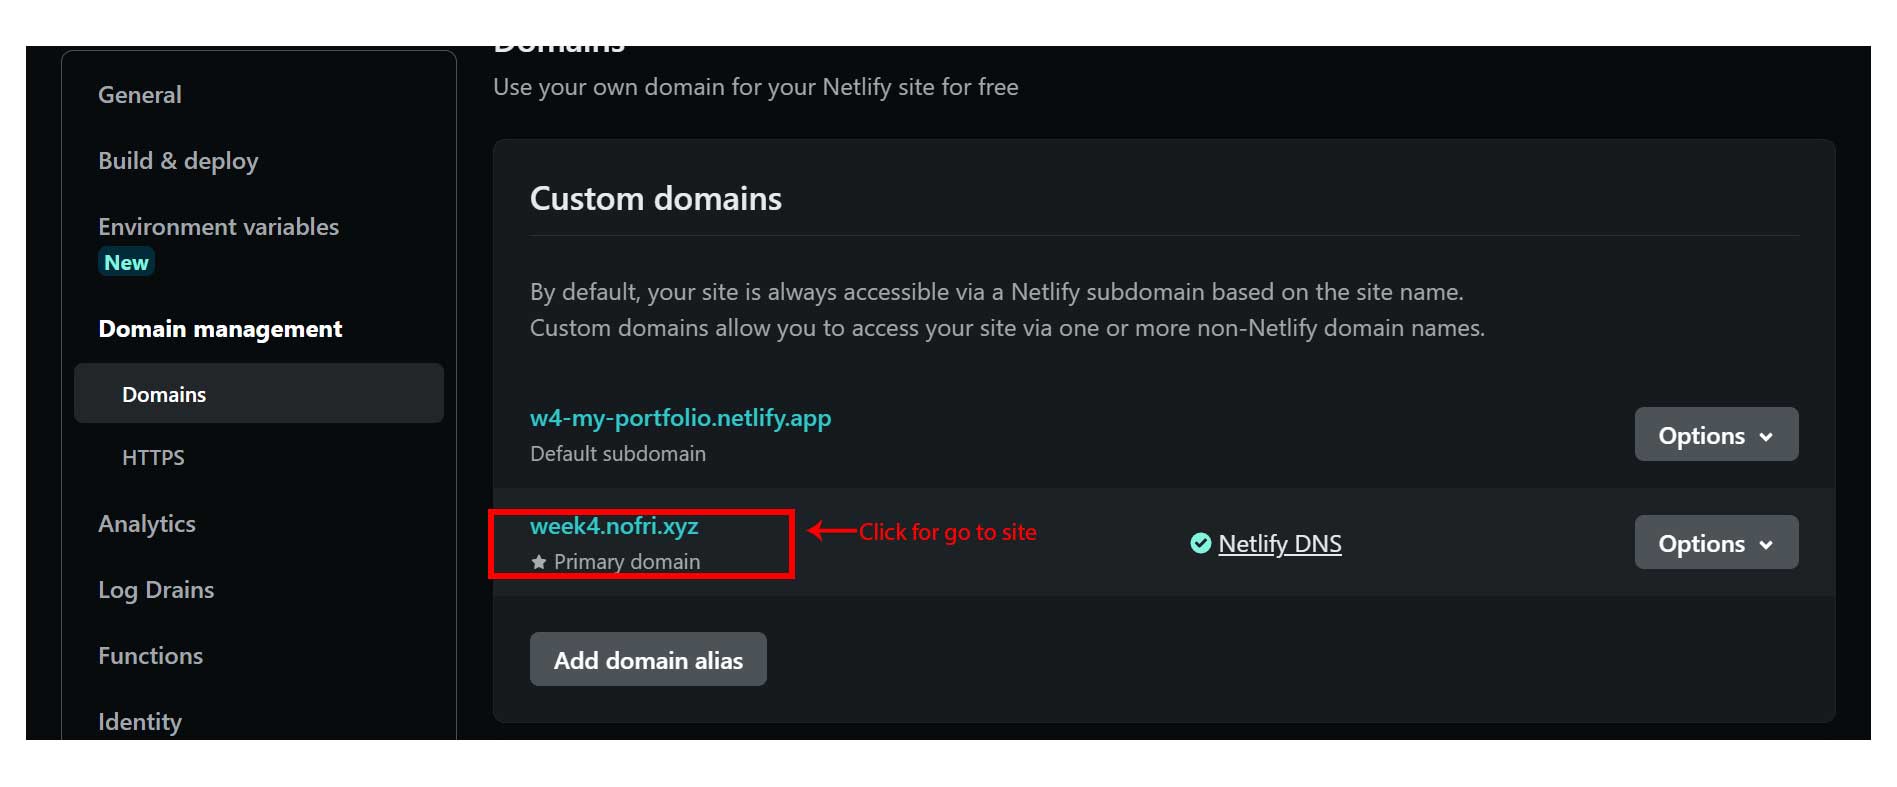 General
Build & deploy
Environment variables
New
Domain management
Domains
HTTPS
Analytics
Log Drains
Functions
Identity
Domains
Use your own domain for your Netlify site for free
Custom domains
By default, your site is always accessible via a Netlify subdomain based on the site name.
Custom domains allow you to access your site via one or more non-Netlify domain names.
w4-my-portfolio.netlify.app
Default subdomain
Options
week4.nofri.xyz
Primary domain
Click for go to site
Netlify DNS
Options
Add domain alias